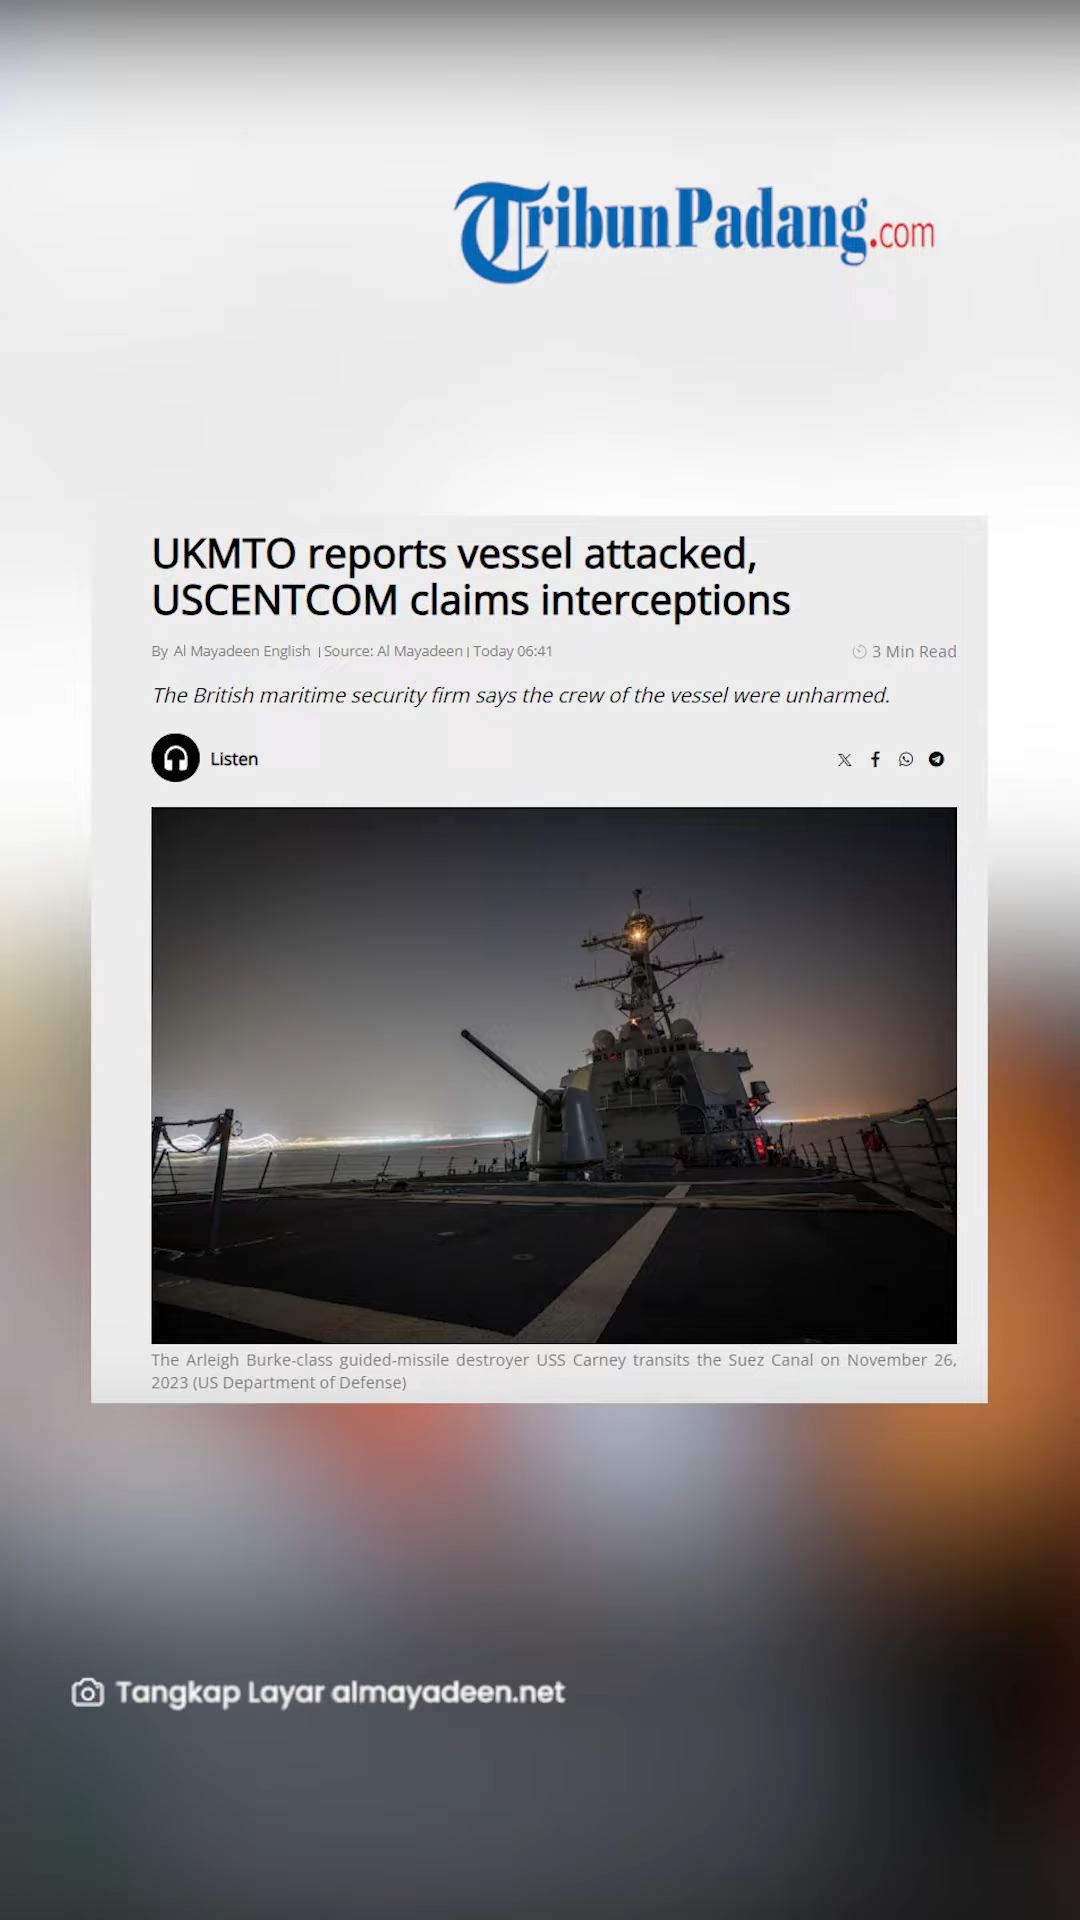 TribunPadang.com
UKMTO reports vessel attacked,
USCENTCOM claims interceptions
By Al Mayadeen English | Source: Al Mayadeen | Today 06:41
3 Min Read
The British maritime security firm says the crew of the vessel were unharmed.
Listen
The Arleigh Burke-class guided-missile destroyer USS Carney transits the Suez Canal on November 26,
2023 (US Department of Defense)
Tangkap Layar almayadeen.net